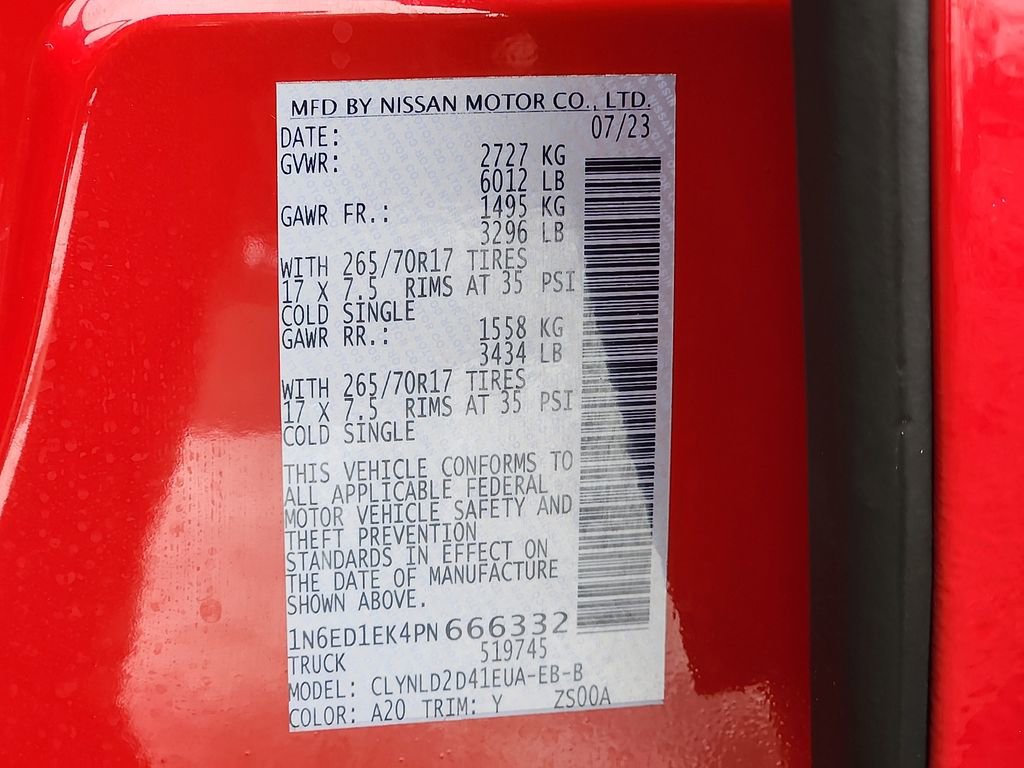 MFD BY NISSAN MOTOR CO., LTD.
DATE: 07/23
GVWR: 2727 KG
6012 LB
GAWR FR.: 1495 KG
3296 LB
WITH 265/70R17 TIRES
17 X 7.5 RIMS AT 35 PSI
COLD SINGLE
GAWR RR.: 1558 KG
3434 LB
WITH 265/70R17 TIRES
17 X 7.5 RIMS AT 35 PSI
COLD SINGLE
THIS VEHICLE CONFORMS TO
ALL APPLICABLE FEDERAL
MOTOR VEHICLE SAFETY AND
THEFT PREVENTION
STANDARDS IN EFFECT ON
THE DATE OF MANUFACTURE
SHOWN ABOVE.
1N6ED1EK4PN666332
TRUCK 519745
MODEL: CLYNLD2D41EUA-EB-B
COLOR: A20 TRIM: Y ZS00A